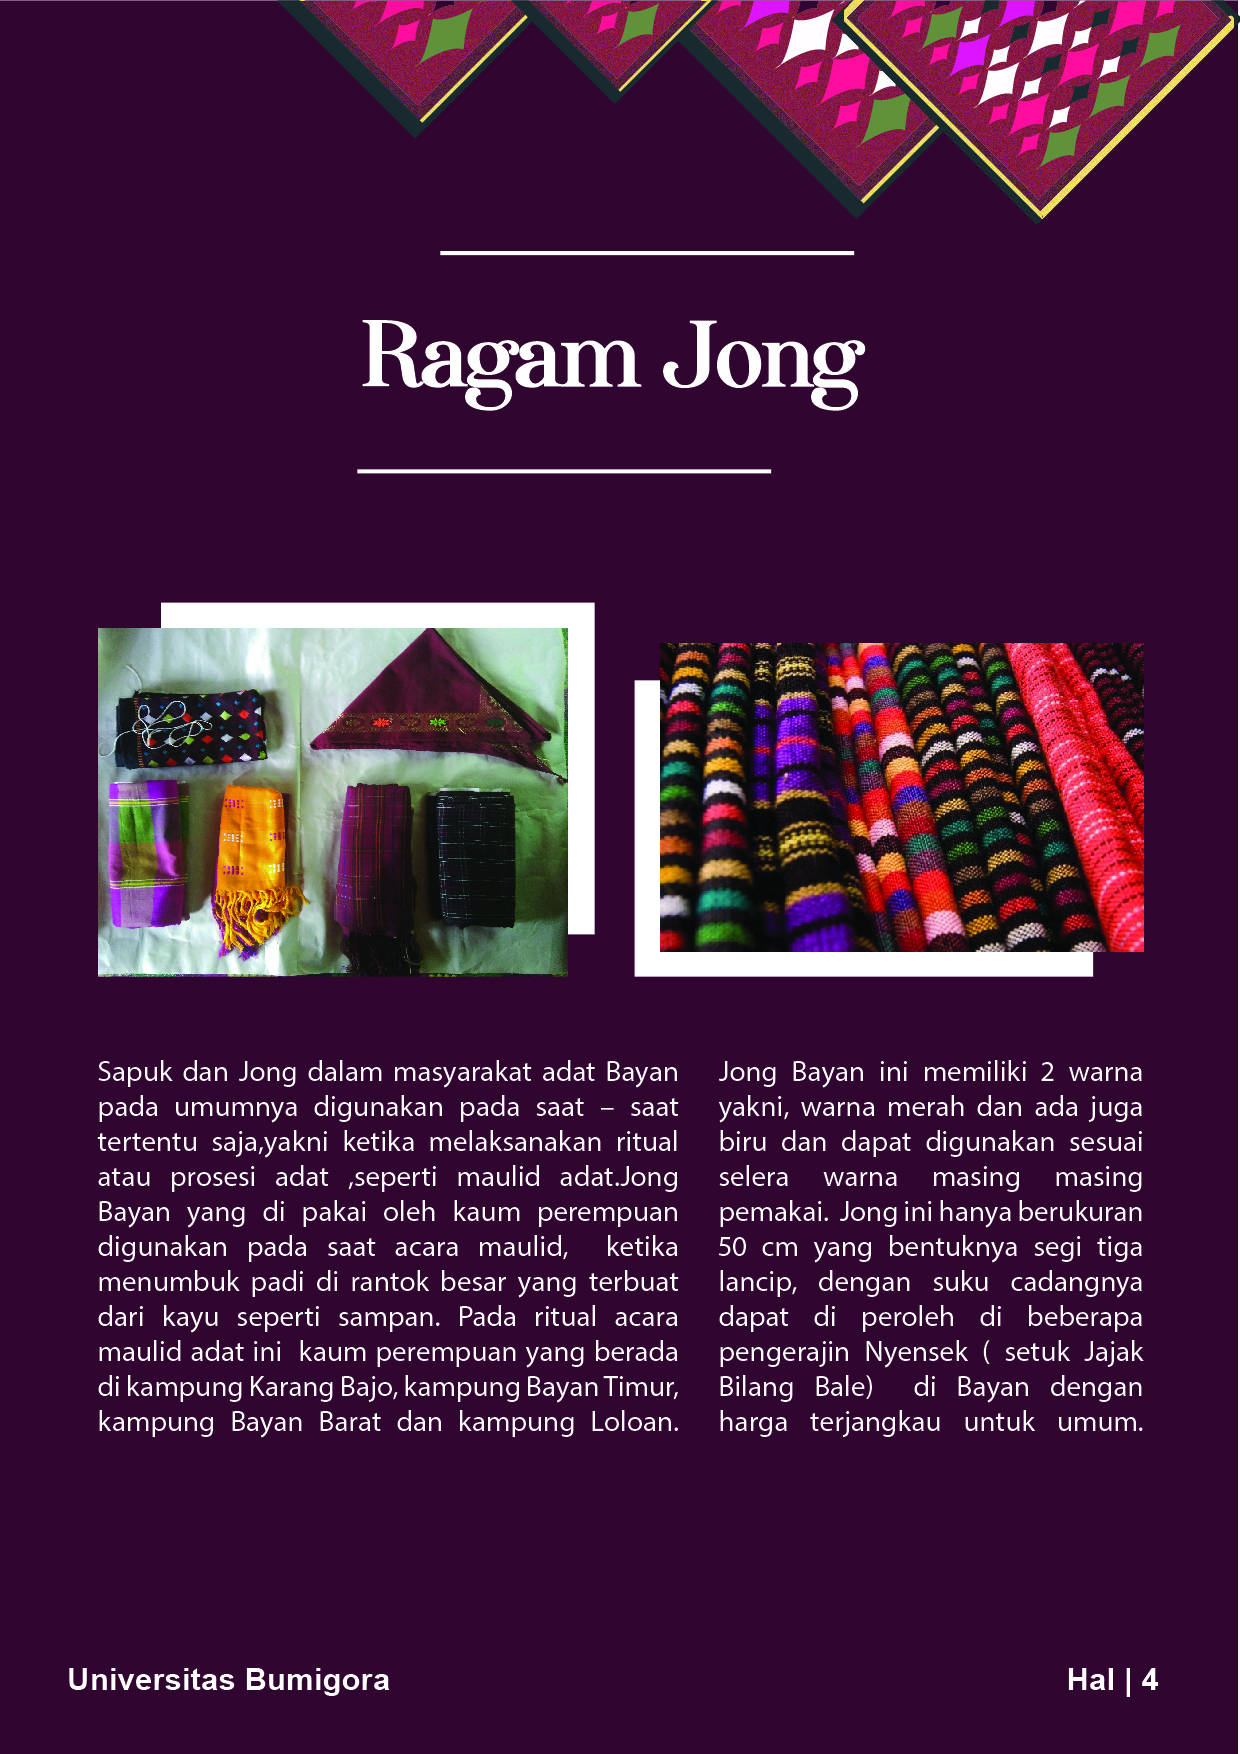 Ragam Jong
Sapuk dan Jong dalam masyarakat adat Bayan
pada umumnya digunakan pada saat – saat
tertentu saja,yakni ketika melaksanakan ritual
atau prosesi adat ,seperti maulid adat.Jong
Bayan yang di pakai oleh kaum perempuan
digunakan pada saat acara maulid, ketika
menumbuk padi di rantok besar yang terbuat
dari kayu seperti sampan. Pada ritual acara
maulid adat ini kaum perempuan yang berada
di kampung Karang Bajo, kampung Bayan Timur,
kampung Bayan Barat dan kampung Loloan.
Jong Bayan ini memiliki 2 warna
yakni, warna merah dan ada juga
biru dan dapat digunakan sesuai
selera warna masing masing
pemakai. Jong ini hanya berukuran
50 cm yang bentuknya segi tiga
lancip, dengan suku cadangnya
dapat di peroleh di beberapa
pengerajin Nyensek ( setuk Jajak
Bilang Bale) di Bayan dengan
harga terjangkau untuk umum.
Universitas Bumigora
Hal | 4